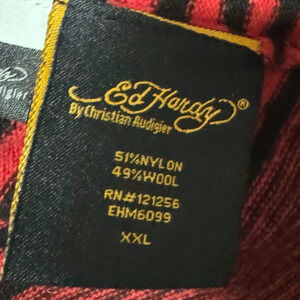 Ed Hardy®
By Christian Audigier
51%NYLON
49%WOOL
RN#121256
EHM6099
XXL